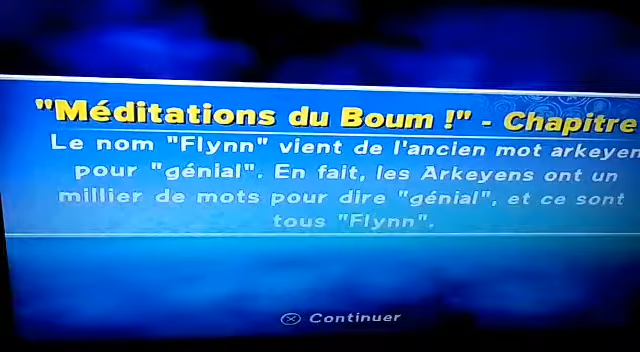 "Méditations du Boum !" - Chapitre
Le nom "Flynn" vient de l'ancien mot arkeyen
pour "génial". En fait, les Arkeyens ont un
millier de mots pour dire "génial", et ce sont
tous "Flynn".
Continuer